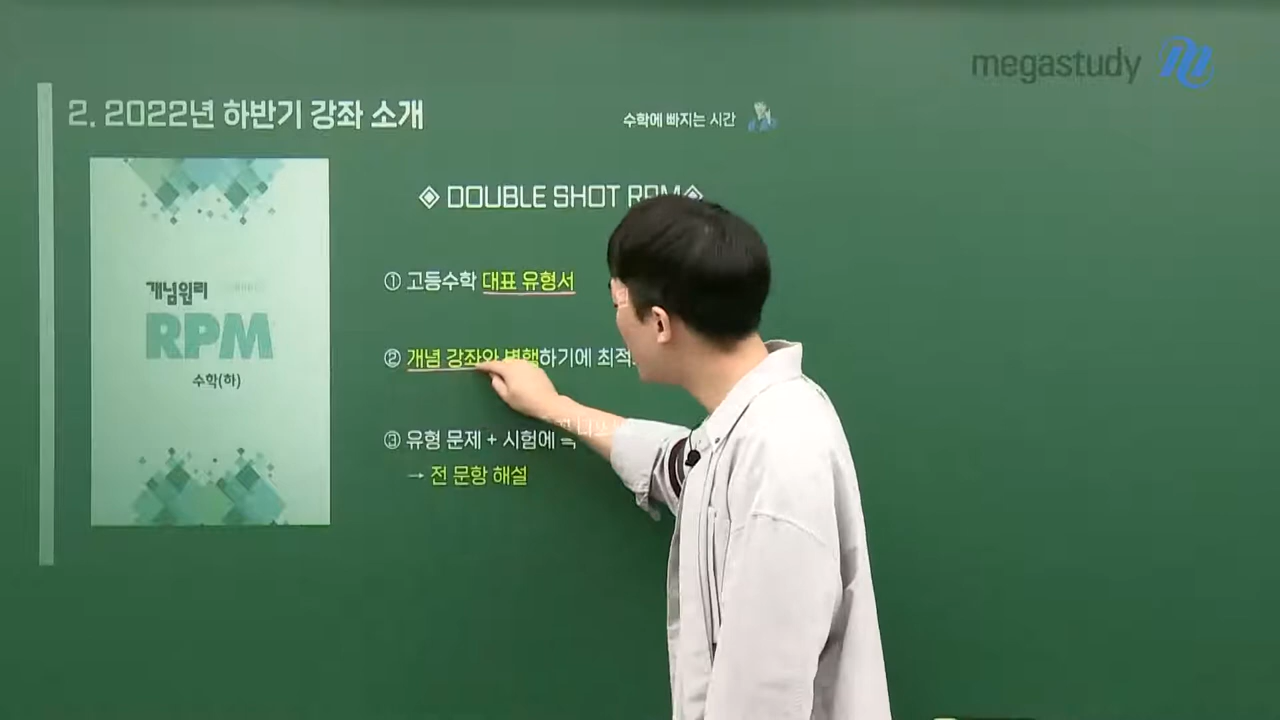 megastudy
2. 2022년 하반기 강좌 소개
수학에 빠지는 시간
개념원리
RPM
수학(하)
◈ DOUBLE SHOT RPM◈
① 고등수학 대표 유형서
② 개념 강좌와 병행하기에 최적
③ 유형 문제 + 시험에
→ 전 문항 해설